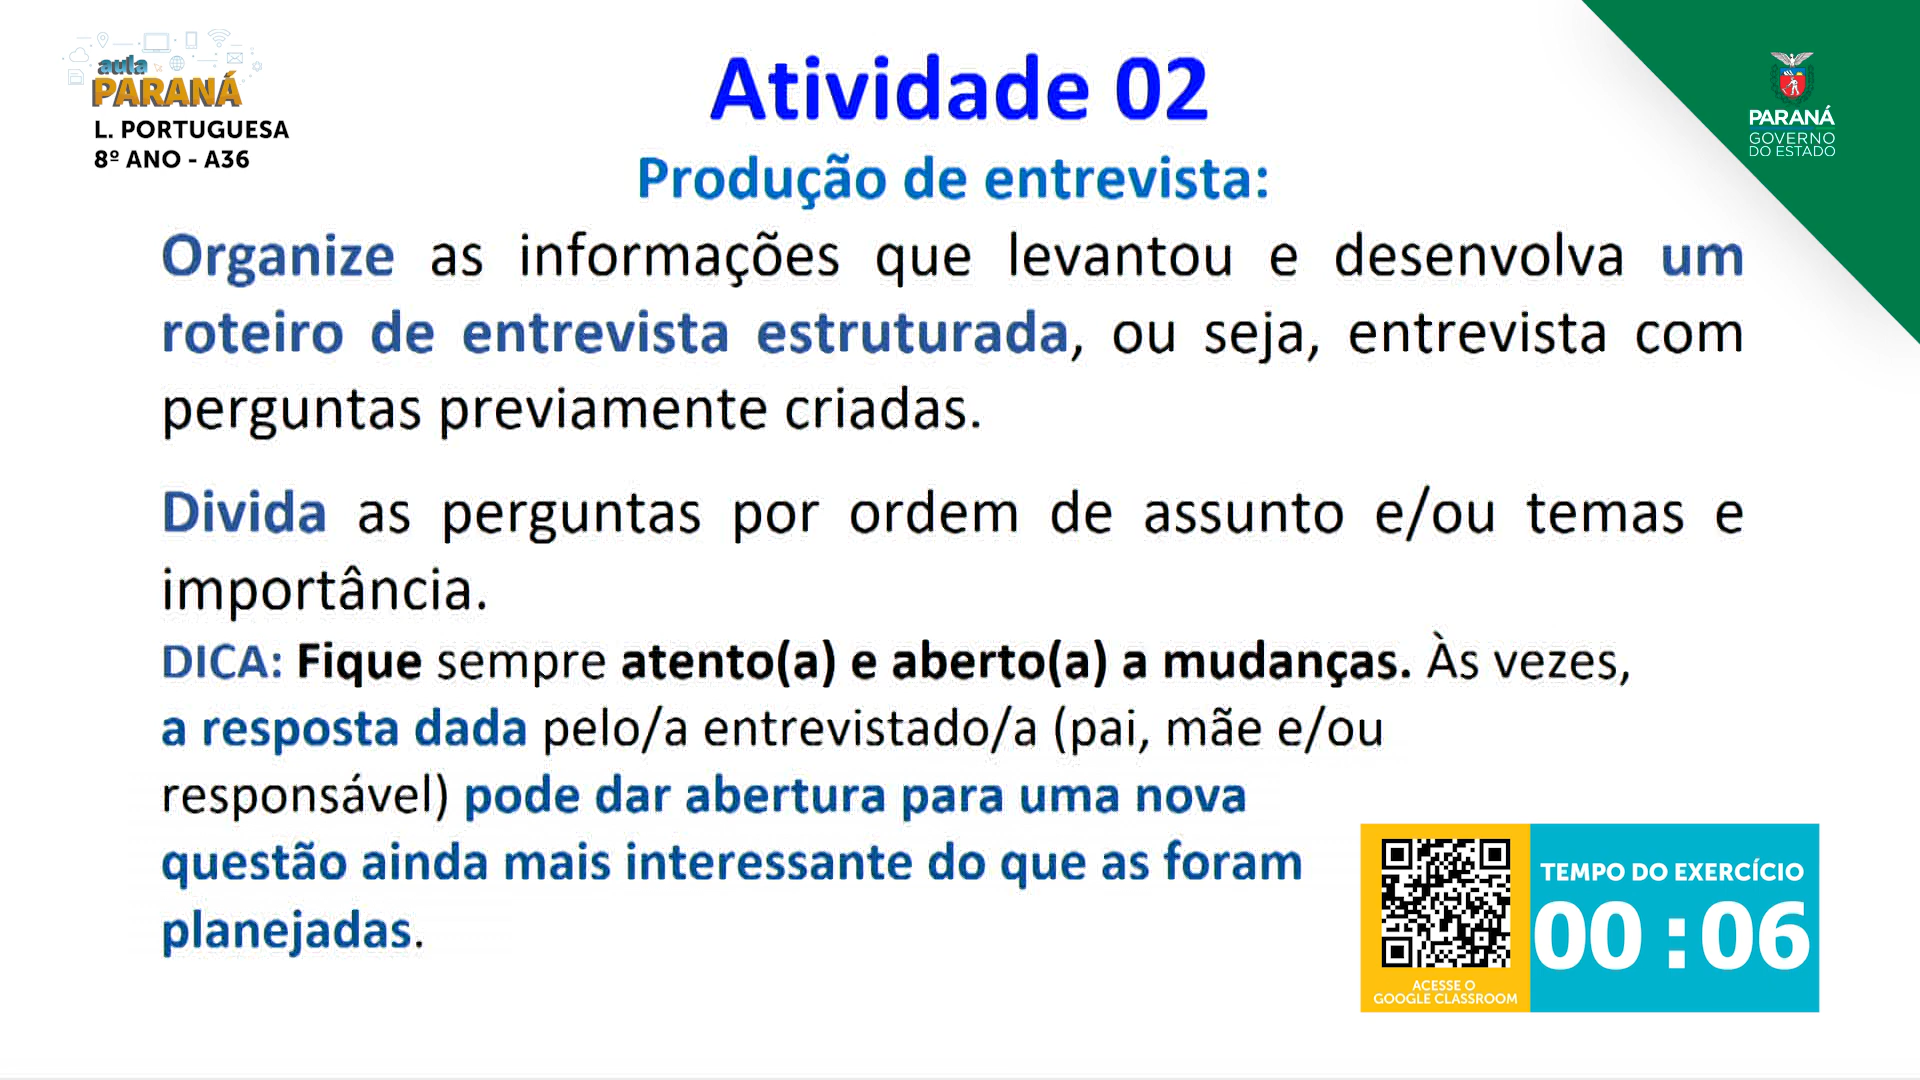 aula
PARANÁ
L. PORTUGUESA
8º ANO - A36
Atividade 02
PARANÁ
GOVERNO
DO ESTADO
Produção de entrevista:
Organize as informações que levantou e desenvolva um
roteiro de entrevista estruturada, ou seja, entrevista com
perguntas previamente criadas.
Divida as perguntas por ordem de assunto e/ou temas e
importância.
DICA: Fique sempre atento(a) e aberto(a) a mudanças. Às vezes,
a resposta dada pelo/a entrevistado/a (pai, mãe e/ou
responsável) pode dar abertura para uma nova
questão ainda mais interessante do que as foram
planejadas.
ACESSE O
GOOGLE CLASSROOM
TEMPO DO EXERCÍCIO
00:06